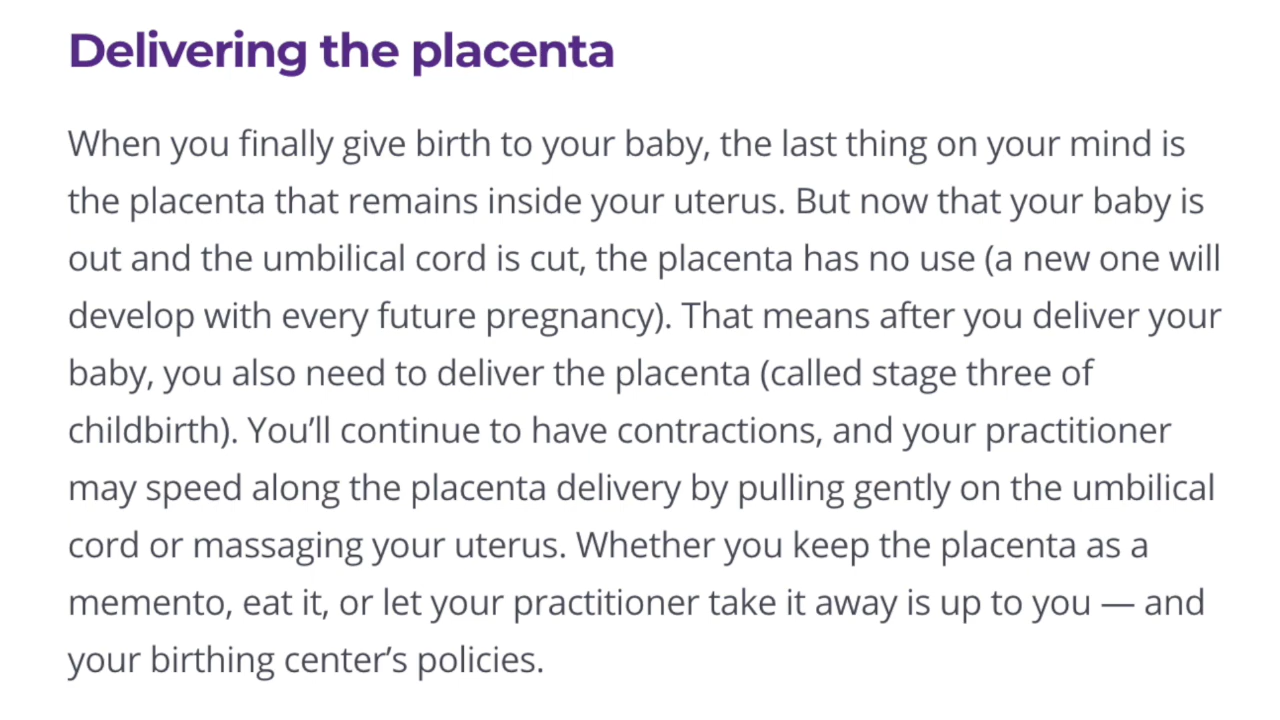 Delivering the placenta
When you finally give birth to your baby, the last thing on your mind is
the placenta that remains inside your uterus. But now that your baby is
out and the umbilical cord is cut, the placenta has no use (a new one will
develop with every future pregnancy). That means after you deliver your
baby, you also need to deliver the placenta (called stage three of
childbirth). You’ll continue to have contractions, and your practitioner
may speed along the placenta delivery by pulling gently on the umbilical
cord or massaging your uterus. Whether you keep the placenta as a
memento, eat it, or let your practitioner take it away is up to you — and
your birthing center’s policies.